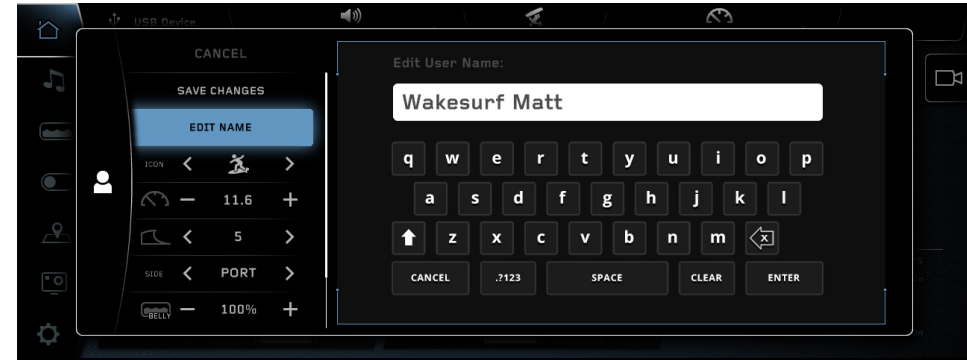 USB Device
CANCEL
SAVE CHANGES
EDIT NAME
ICON
11.6
5
SIDE PORT
BELLY 100%
Edit User Name:
Wakesurf Matt
q w e r t y u i o p
a s d f g h j k l
z x c v b n m x
CANCEL .?123 SPACE CLEAR ENTER